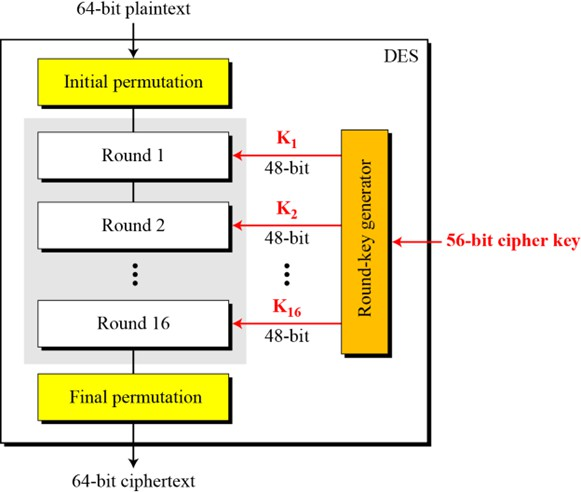 64-bit plaintext
DES
Initial permutation
K1
Round 1
48-bit
K2
Round 2
48-bit
Round-key generator
56-bit cipher key
K16
Round 16
48-bit
Final permutation
64-bit ciphertext